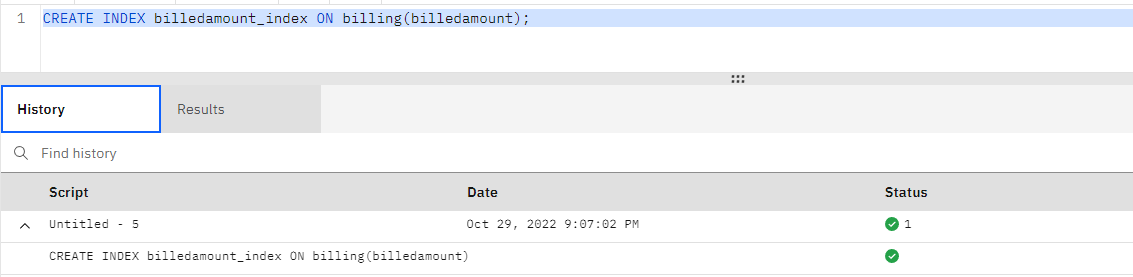 1 CREATE INDEX billedamount_index ON billing(billedamount);
History Results
Find history
Script Date Status
Untitled - 5 Oct 29, 2022 9:07:02 PM 1
CREATE INDEX billedamount_index ON billing(billedamount)